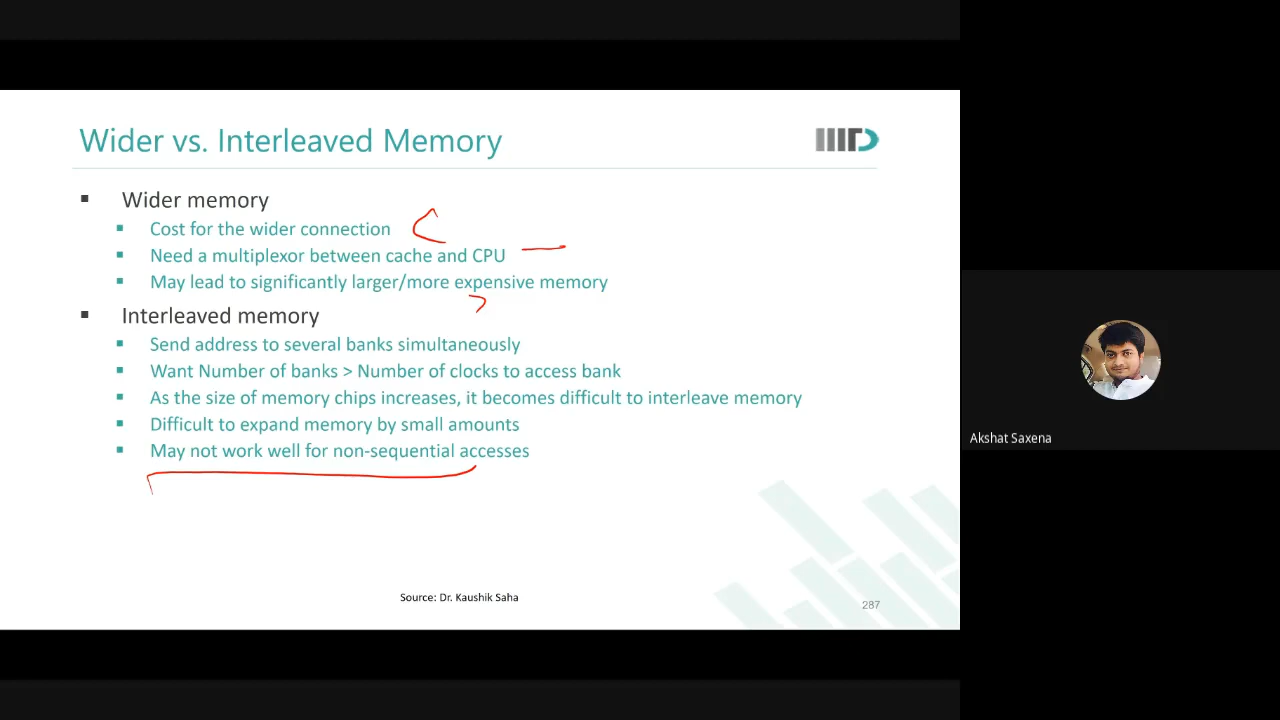 Wider vs. Interleaved Memory
IIITD
Wider memory
Cost for the wider connection
Need a multiplexor between cache and CPU
May lead to significantly larger/more expensive memory
Interleaved memory
Send address to several banks simultaneously
Want Number of banks > Number of clocks to access bank
As the size of memory chips increases, it becomes difficult to interleave memory
Difficult to expand memory by small amounts
May not work well for non-sequential accesses
Source: Dr. Kaushik Saha
287
Akshat Saxena